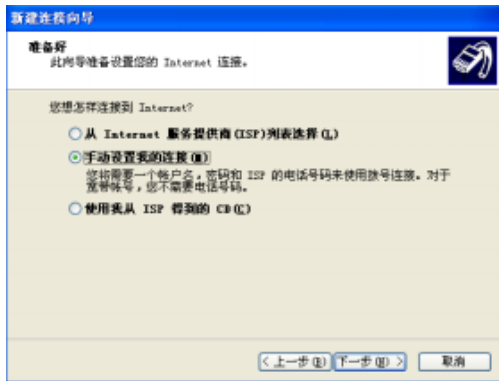 新建连接向导
准备好
此向导准备设置您的 Internet 连接。
您想怎样连接到 Internet?
从 Internet 服务提供商(ISP)列表选择(L)
手动设置我的连接(M)
您将需要一个帐户名，密码和 ISP 的电话号码来使用拨号连接。对于
宽带帐号，您不需要电话号码。
使用我从 ISP 得到的 CD(C)
<上一步(B) 下一步(N)> 取消